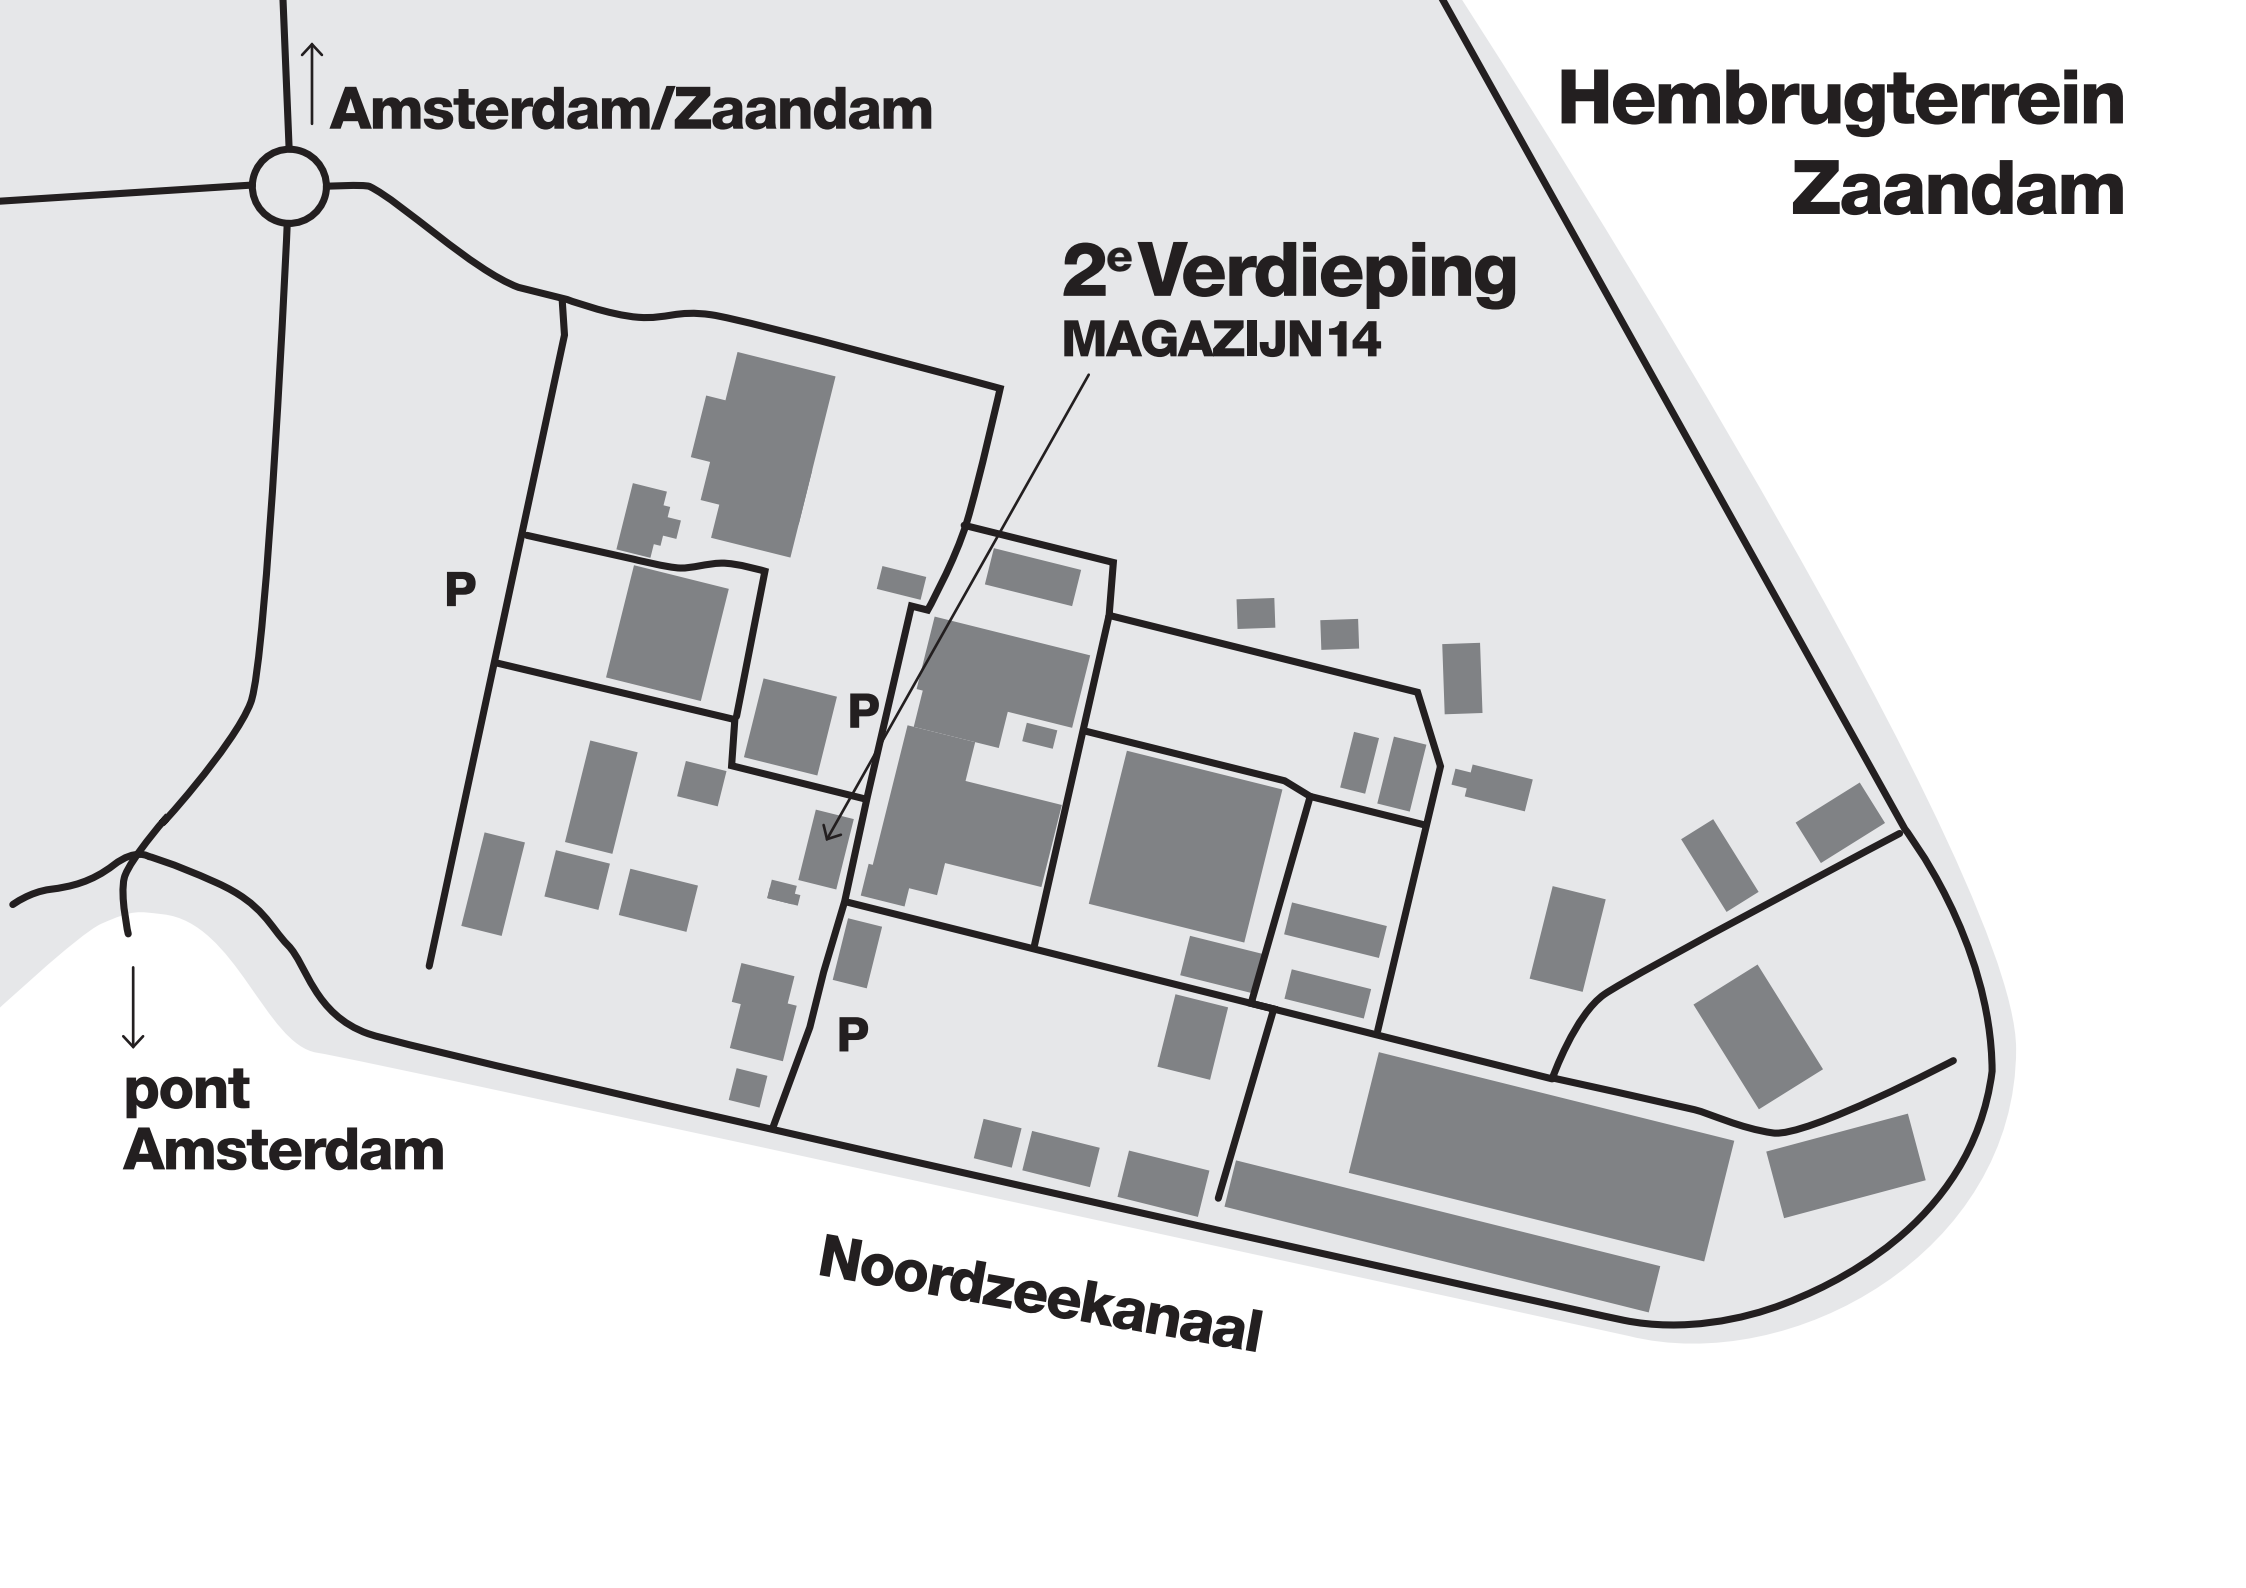 Amsterdam/Zaandam
Hembrugterrein
Zaandam
2e Verdieping
MAGAZIJN 14
P
P
P
pont
Amsterdam
Noordzeekanaal